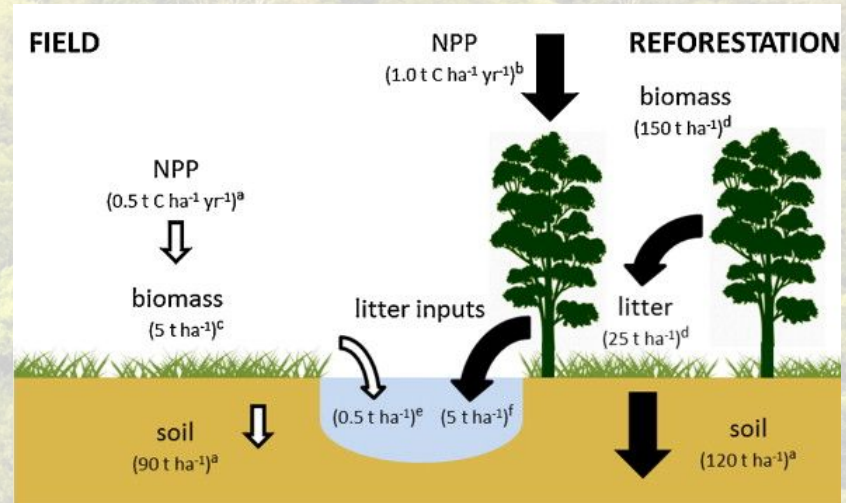 FIELD
NPP
(0.5 t C ha⁻¹ yr⁻¹)ᵃ
biomass
(5 t ha⁻¹)ᶜ
soil
(90 t ha⁻¹)ᵃ
litter inputs
(0.5 t ha⁻¹)ᵉ
(5 t ha⁻¹)ᶠ
NPP
(1.0 t C ha⁻¹ yr⁻¹)ᵇ
REFORESTATION
biomass
(150 t ha⁻¹)ᵈ
litter
(25 t ha⁻¹)ᵈ
soil
(120 t ha⁻¹)ᵃ